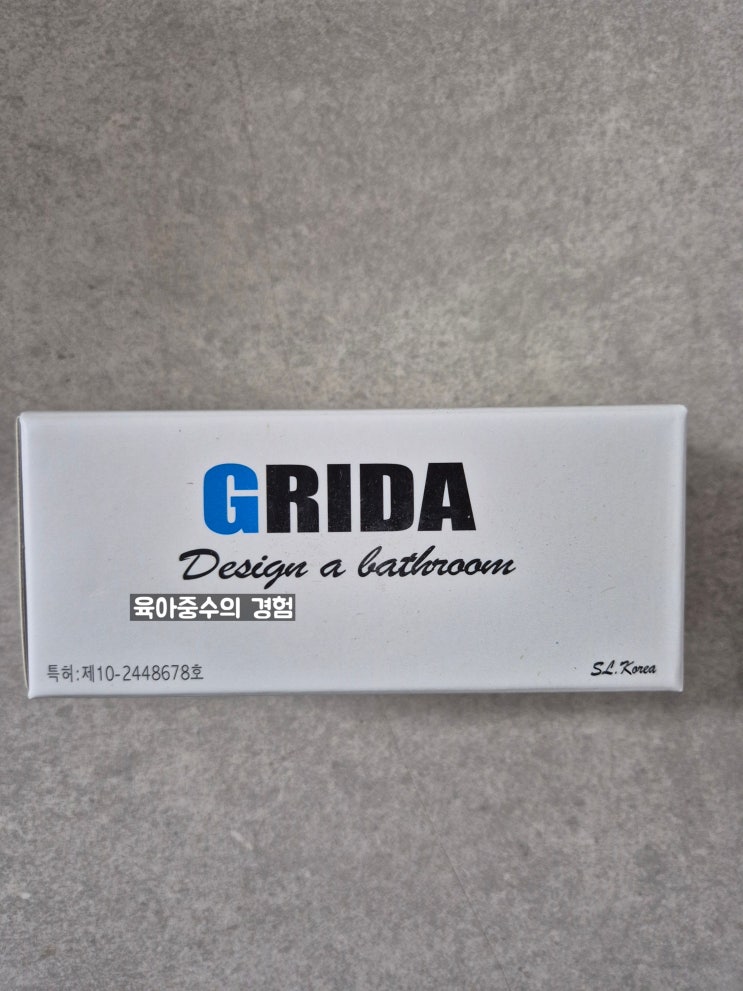 GRIDA
Design a bathroom
육아중수의 경험
특허:제10-2448678호
SL.Korea